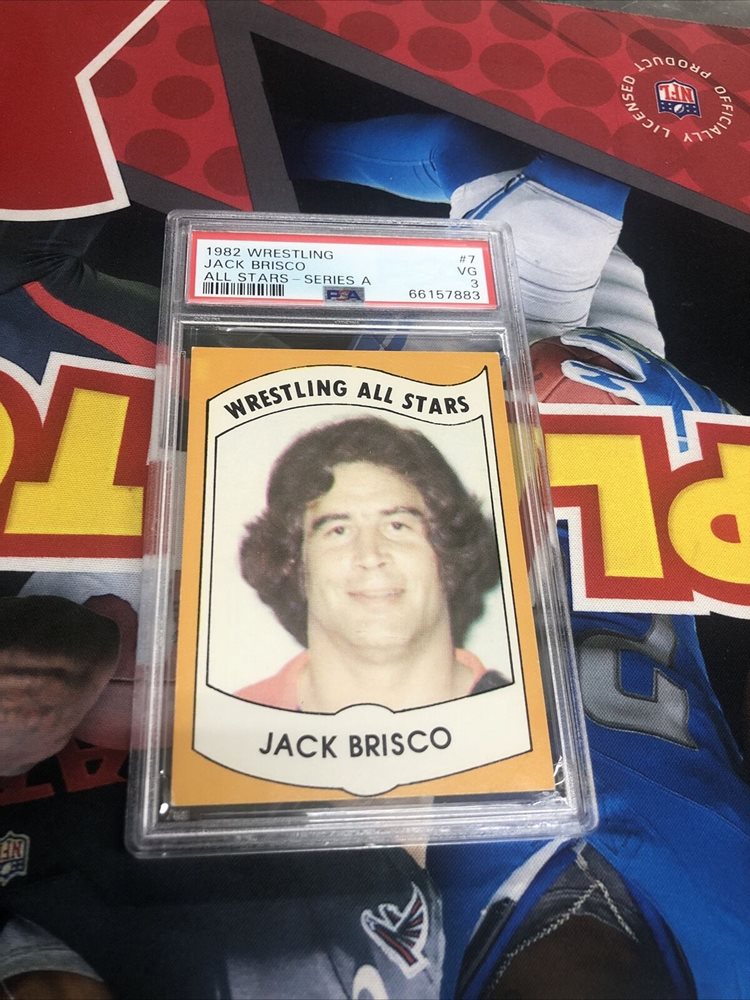 OFFICIALLY
LICENSED
PRODUCT
NFL
1982 WRESTLING #7
JACK BRISCO VG
ALL STARS - SERIES A 3
PSA 66157883
WRESTLING ALL STARS
JACK BRISCO
PL